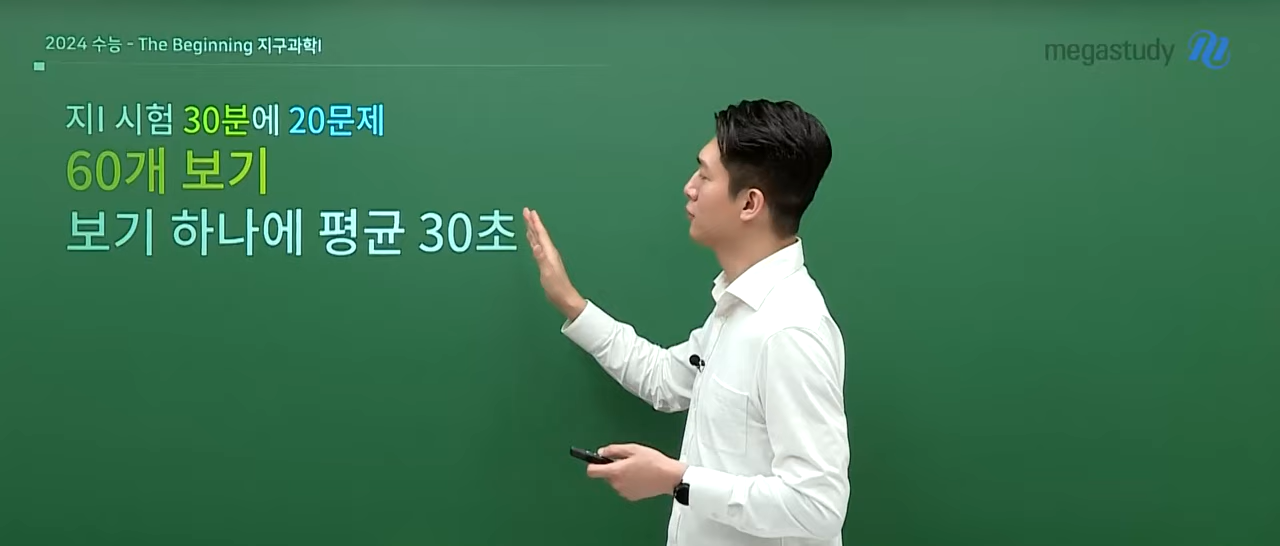 2024 수능 - The Beginning 지구과학I
megastudy
지I 시험 30분에 20문제
60개 보기
보기 하나에 평균 30초